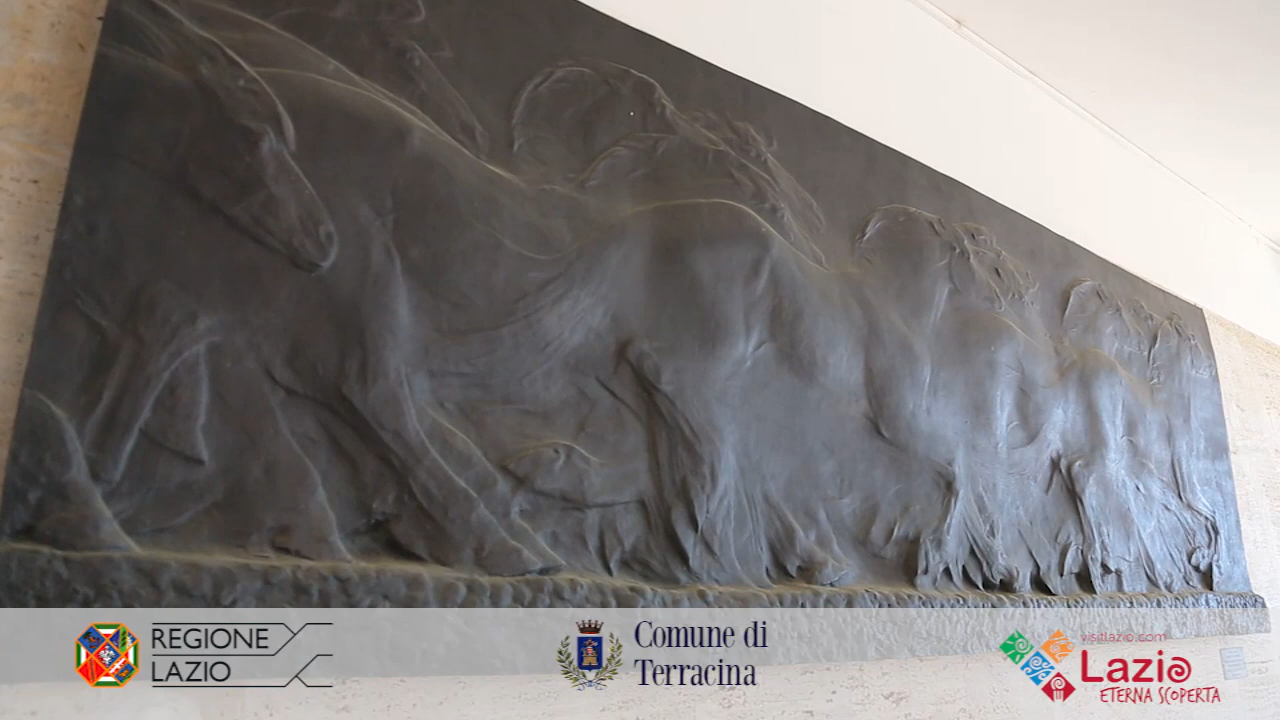 REGIONE
LAZIO
Comune di
Terracina
visitlazio.com
Lazio
ETERNA SCOPERTA